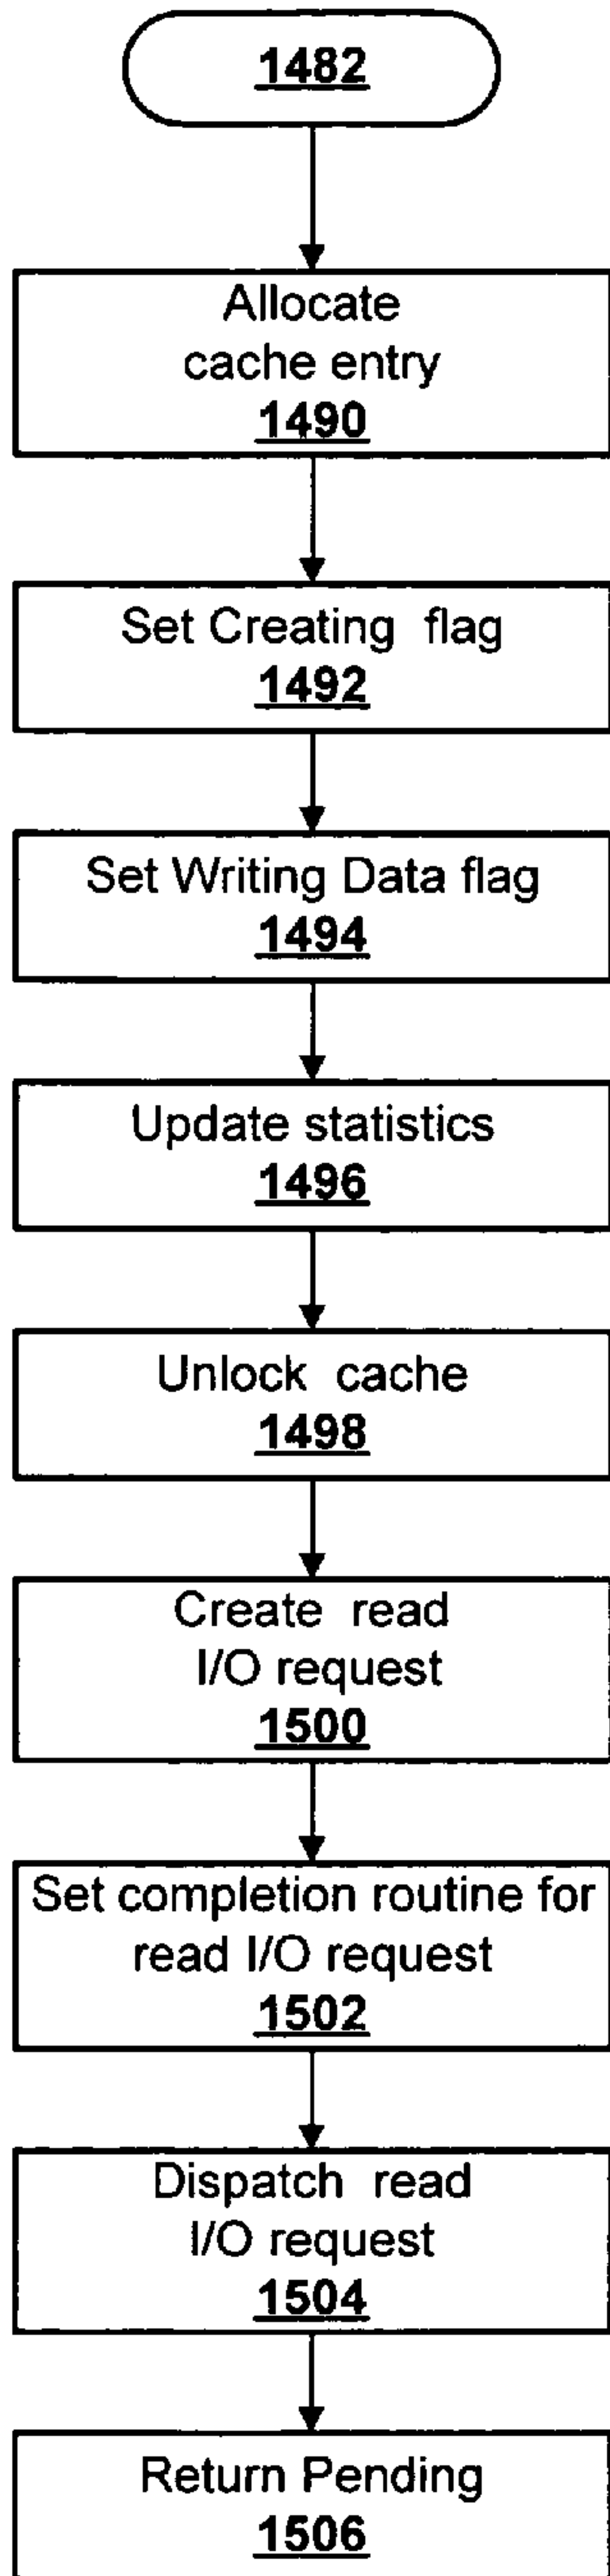 1482
Allocate
cache entry
1490
Set Creating flag
1492
Set Writing Data flag
1494
Update statistics
1496
Unlock cache
1498
Create read
I/O request
1500
Set completion routine for
read I/O request
1502
Dispatch read
I/O request
1504
Return Pending
1506